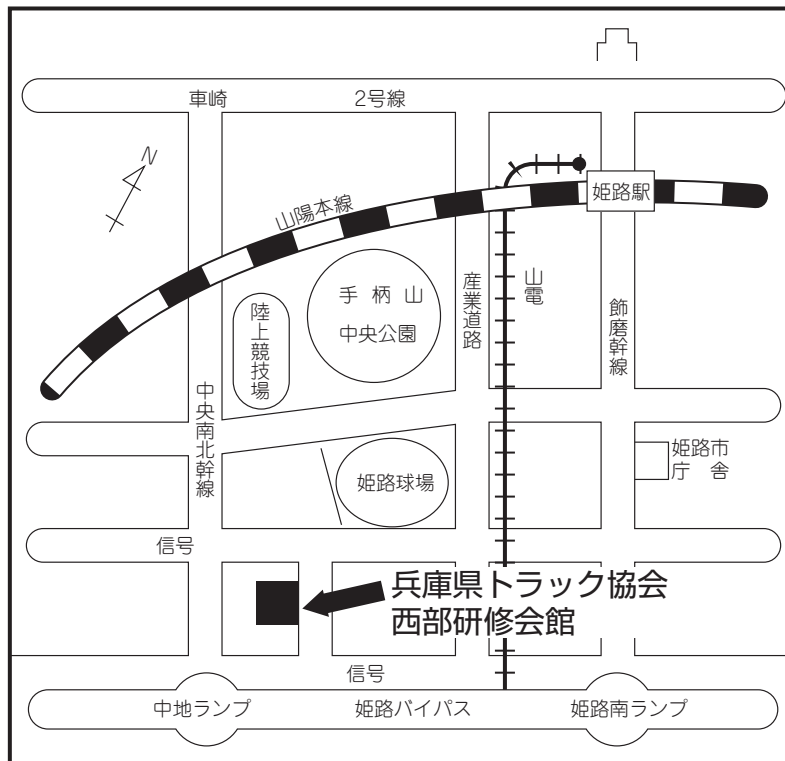 車崎
2号線
N
山陽本線
姫路駅
手柄山
中央公園
陸上競技場
産業道路
山電
飾磨幹線
中央南北幹線
姫路球場
姫路市
庁舎
信号
兵庫県トラック協会
西部研修会館
信号
中地ランプ
姫路バイパス
姫路南ランプ